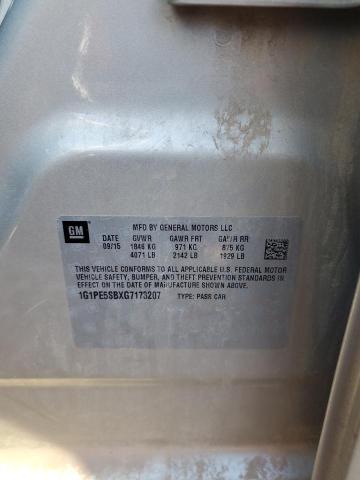 GM
MFD BY GENERAL MOTORS LLC
DATE GVWR GAWR FRT GAWR RR
09/15 1846 KG 971 KG 875 KG
4071 LB 2142 LB 1929 LB
THIS VEHICLE CONFORMS TO ALL APPLICABLE U.S. FEDERAL MOTOR
VEHICLE SAFETY, BUMPER, AND THEFT PREVENTION STANDARDS IN
EFFECT ON THE DATE OF MANUFACTURE SHOWN ABOVE.
1G1PE5SBXG7173207 TYPE: PASS CAR